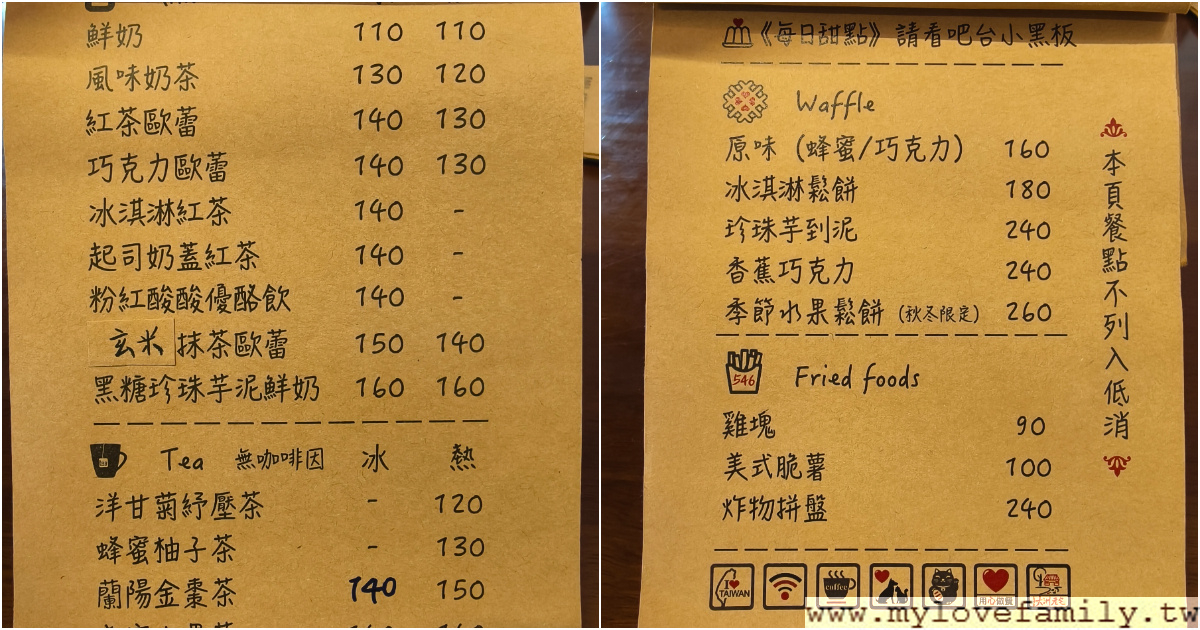 鮮奶 110 110
風味奶茶 130 120
紅茶歐蕾 140 130
巧克力歐蕾 140 130
冰淇淋紅茶 140 -
起司奶蓋紅茶 140 -
粉紅酸酸優酪飲 140 -
玄米 抹茶歐蕾 150 140
黑糖珍珠芋泥鮮奶 160 160
Tea 無咖啡因 冰 熱
洋甘菊紓壓茶 - 120
蜂蜜柚子茶 - 130
蘭陽金棗茶 140 150
《每日甜點》請看吧台小黑板
Waffle
原味(蜂蜜/巧克力) 160
冰淇淋鬆餅 180
珍珠芋到泥 240
香蕉巧克力 240
季節水果鬆餅(秋冬限定) 260
546 Fried foods
雞塊 90
美式脆薯 100
炸物拼盤 240
本頁餐點不列入低消
I ♥ TAIWAN
coffee
用心做餐
www.mylovefamily.tw